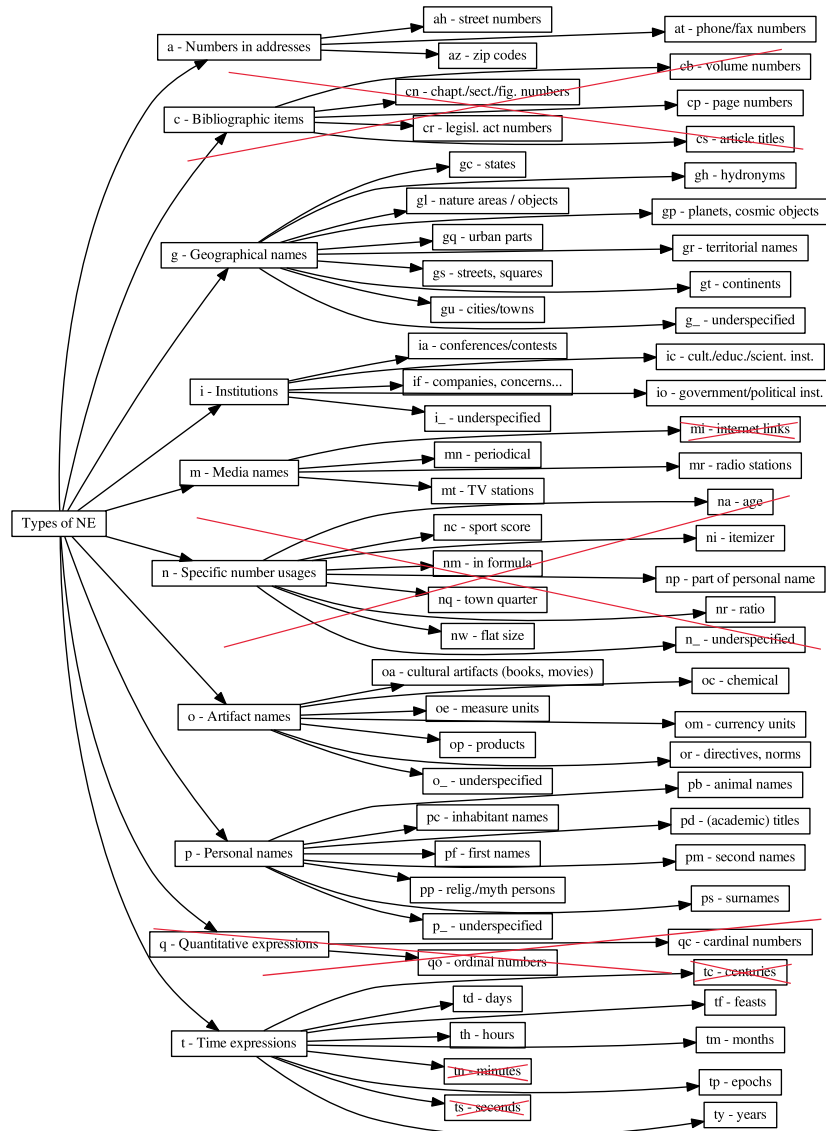 Types of NE
a - Numbers in addresses
ah - street numbers
at - phone/fax numbers
az - zip codes
c - Bibliographic items
cb - volume numbers
cn - chapt./sect./fig. numbers
cp - page numbers
cr - legisl. act numbers
cs - article titles
g - Geographical names
gc - states
gh - hydronyms
gl - nature areas / objects
gp - planets, cosmic objects
gq - urban parts
gr - territorial names
gs - streets, squares
gt - continents
gu - cities/towns
g_ - underspecified
i - Institutions
ia - conferences/contests
ic - cult./educ./scient. inst.
if - companies, concerns...
io - government/political inst.
i_ - underspecified
m - Media names
mi - internet links
mn - periodical
mr - radio stations
mt - TV stations
n - Specific number usages
na - age
nc - sport score
ni - itemizer
nm - in formula
np - part of personal name
nq - town quarter
nr - ratio
nw - flat size
n_ - underspecified
o - Artifact names
oa - cultural artifacts (books, movies)
oc - chemical
oe - measure units
om - currency units
op - products
or - directives, norms
o_ - underspecified
p - Personal names
pb - animal names
pc - inhabitant names
pd - (academic) titles
pf - first names
pm - second names
pp - relig./myth persons
ps - surnames
p_ - underspecified
q - Quantitative expressions
qc - cardinal numbers
qo - ordinal numbers
t - Time expressions
tc - centuries
td - days
tf - feasts
th - hours
tm - months
tn - minutes
tp - epochs
ts - seconds
ty - years